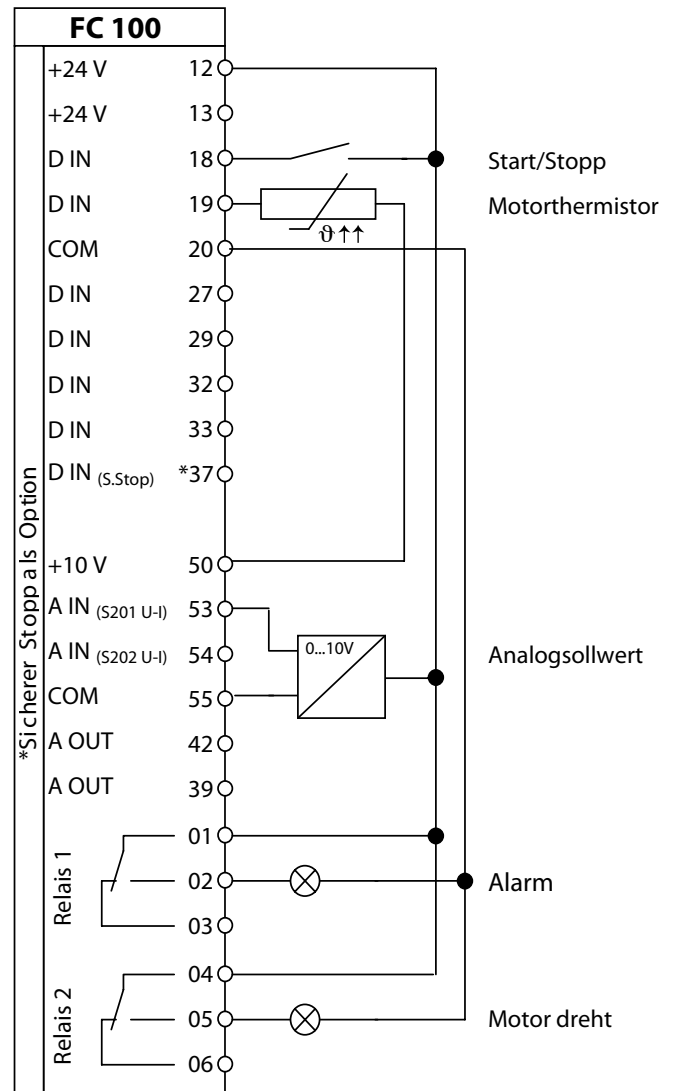 FC 100
+24 V 12
+24 V 13
D IN 18 Start/Stopp
D IN 19 Motorthermistor
ϑ↑↑
COM 20
D IN 27
D IN 29
D IN 32
D IN 33
D IN (S.Stop) *37
*Sicherer Stopp als Option
+10 V 50
A IN (S201 U-I) 53
0...10V
A IN (S202 U-I) 54 Analogsollwert
COM 55
A OUT 42
A OUT 39
Relais 1
01
02 Alarm
03
Relais 2
04
05 Motor dreht
06